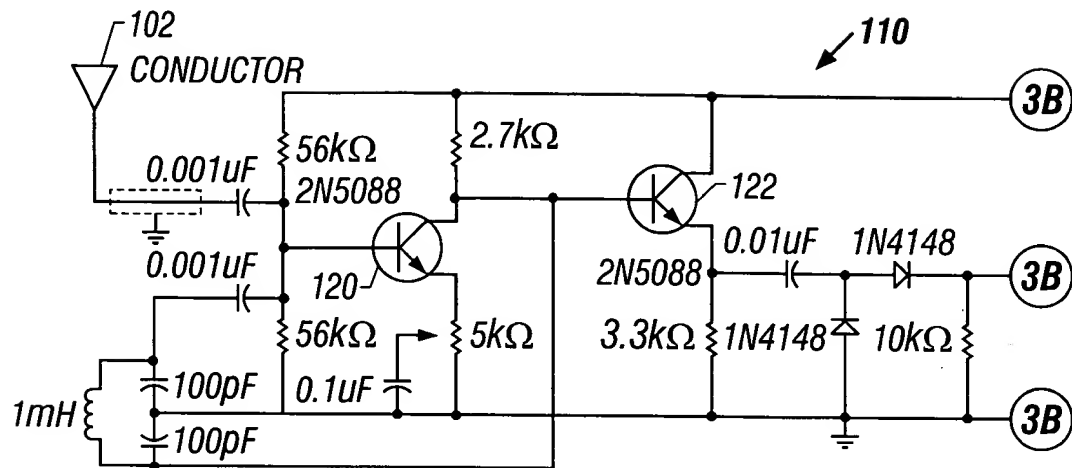 102
CONDUCTOR
110
3B
56kΩ
2.7kΩ
0.001uF
2N5088
122
0.001uF
120
0.01uF
1N4148
2N5088
3B
56kΩ
5kΩ
3.3kΩ
1N4148
10kΩ
0.1uF
100pF
1mH
3B
100pF